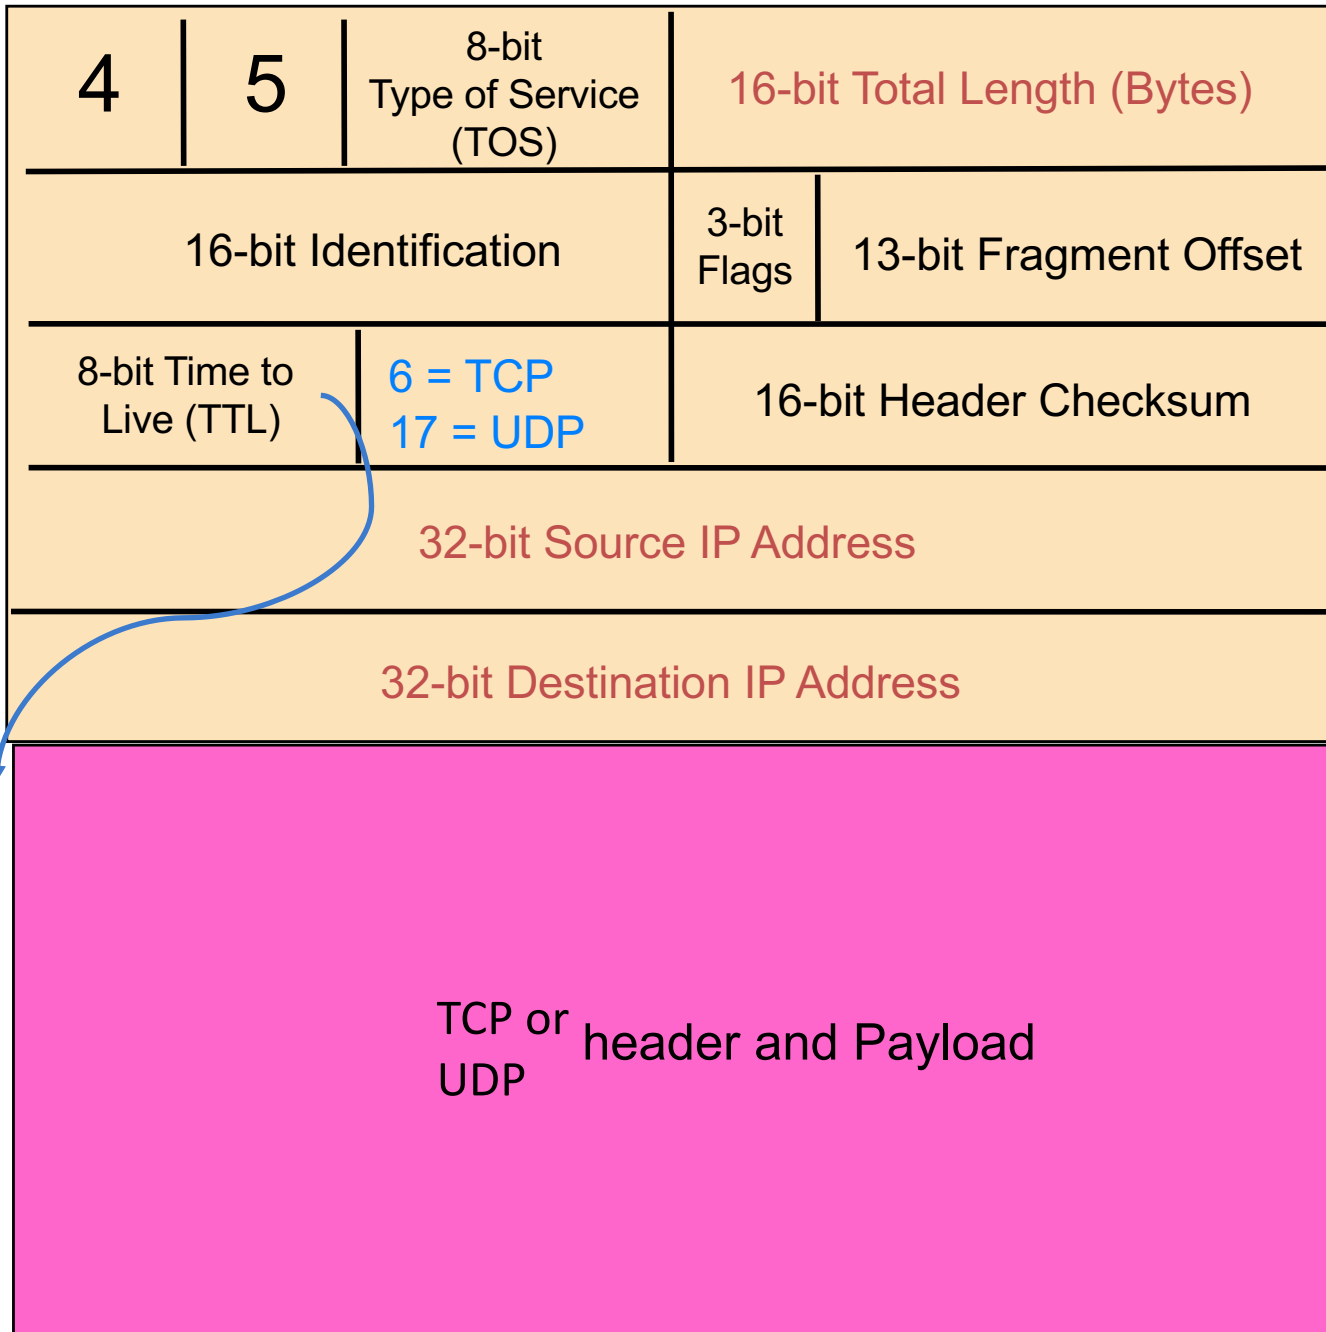 4
5
8-bit
Type of Service
(TOS)
16-bit Total Length (Bytes)
16-bit Identification
3-bit
Flags
13-bit Fragment Offset
8-bit Time to
Live (TTL)
6 = TCP
17 = UDP
16-bit Header Checksum
32-bit Source IP Address
32-bit Destination IP Address
TCP or
UDP
header and Payload